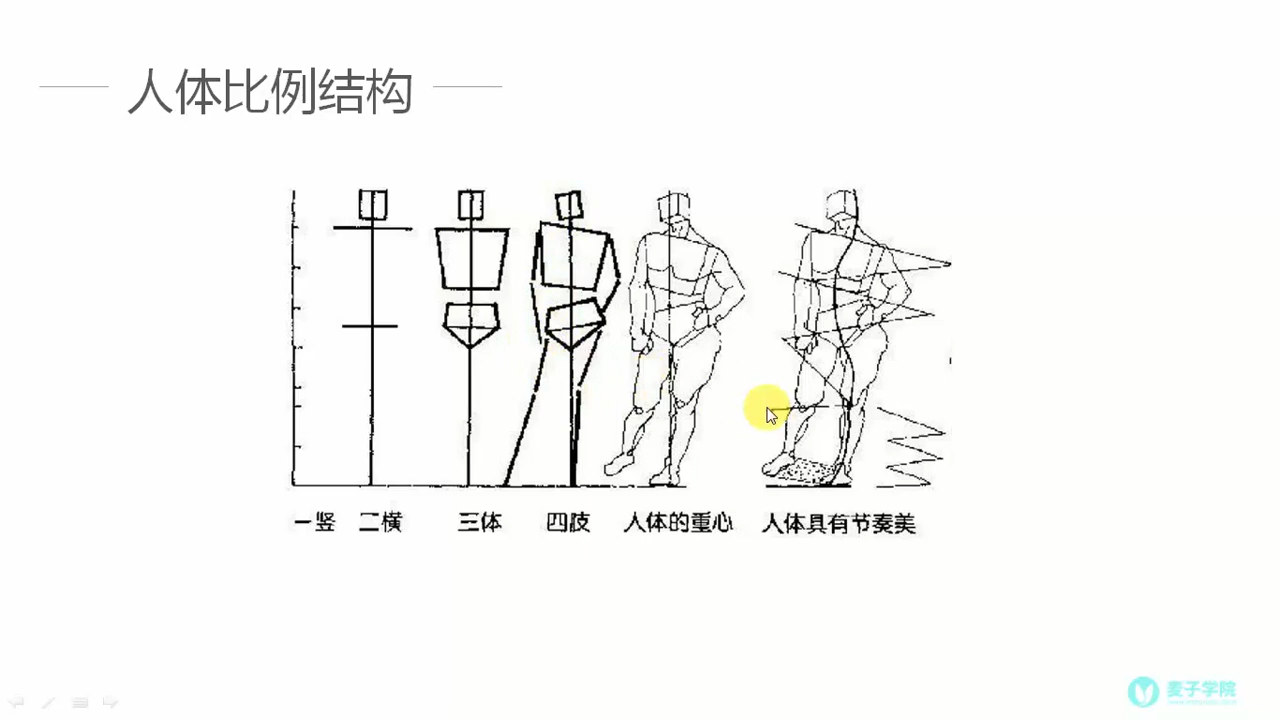 人体比例结构
一竖 二横 三体 四肢 人体的重心 人体具有节奏美
麦子学院